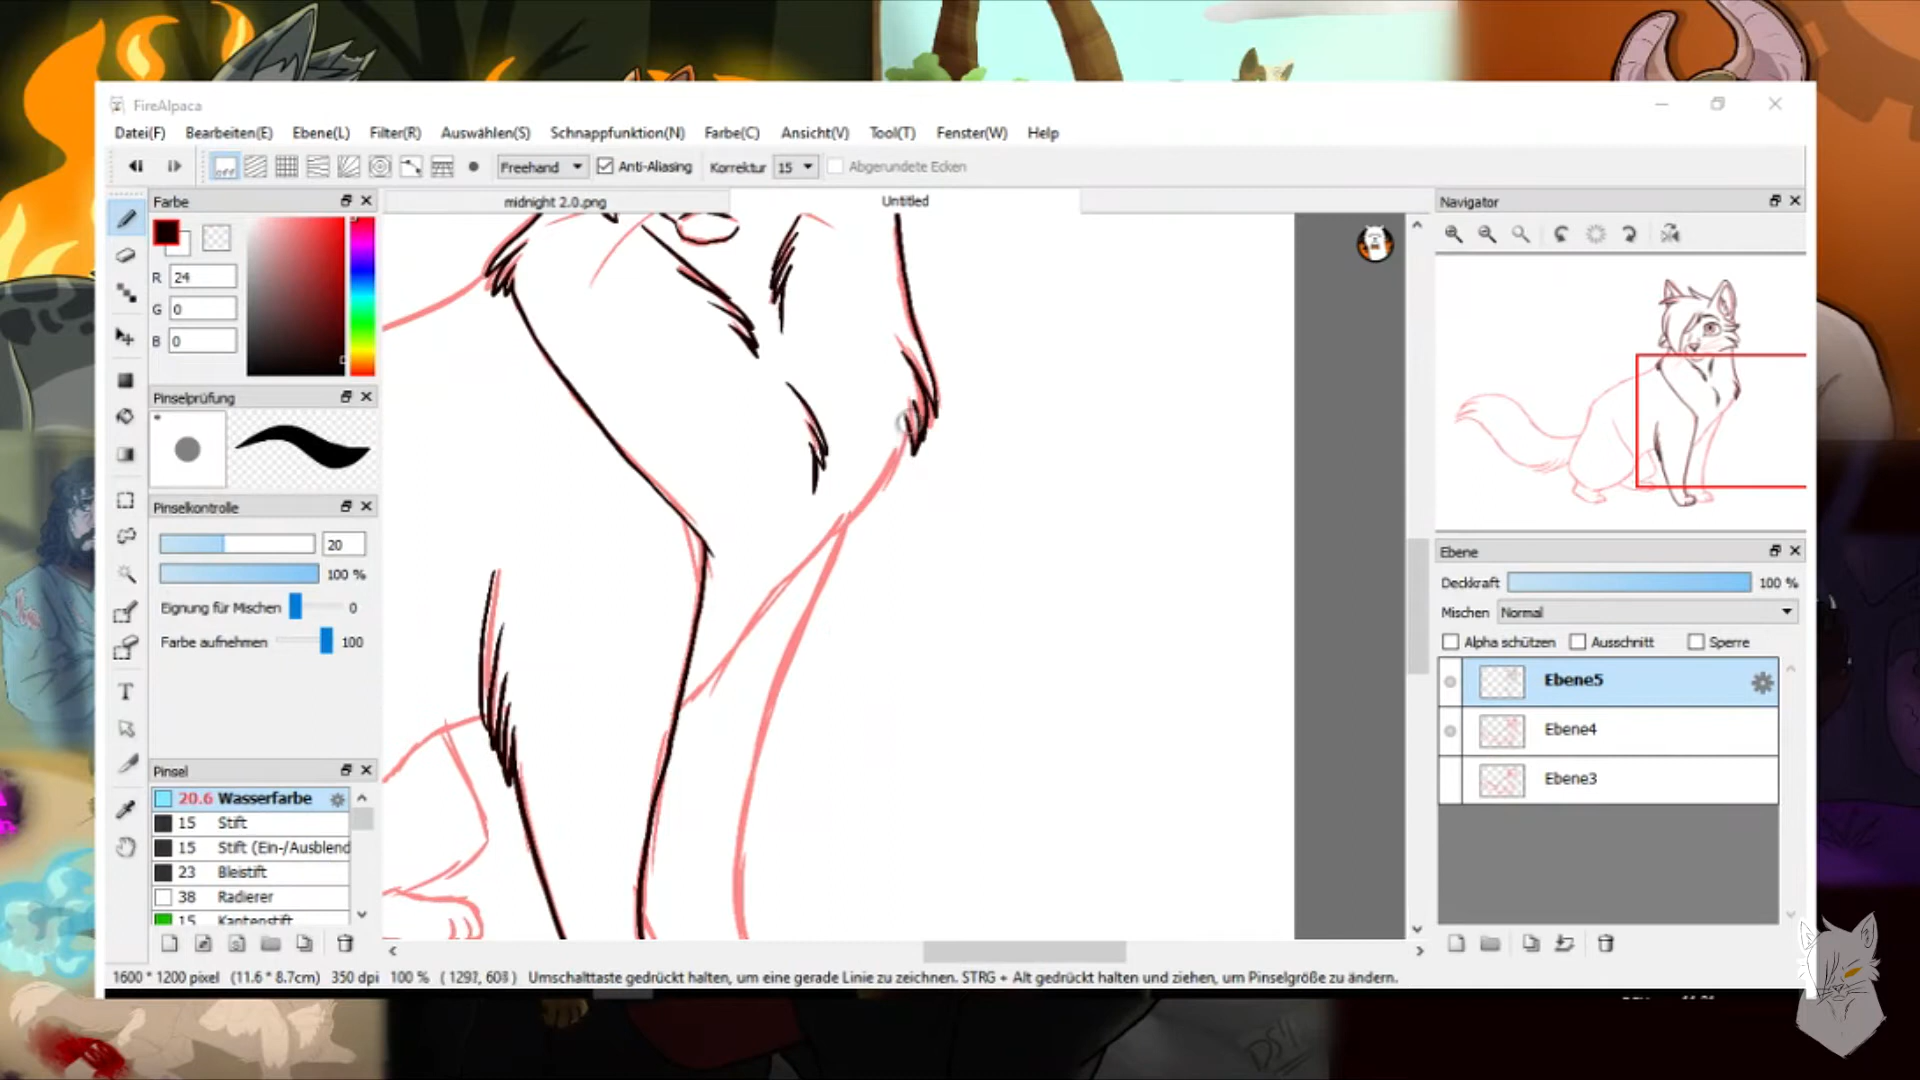 FireAlpaca
Datei(F) Bearbeiten(E) Ebene(L) Filter(R) Auswählen(S) Schnappfunktion(N) Farbe(C) Ansicht(V) Tool(T) Fenster(W) Help
off Freehand Anti-Aliasing Korrektur 15 Abgerundete Ecken
Farbe
midnight 2.0.png
Untitled
Navigator
R 24
G 0
B 0
Pinselprüfung
Pinselkontrolle
20
100 %
Eignung für Mischen 0
Farbe aufnehmen 100
T
Pinsel
20.6 Wasserfarbe
15 Stift
15 Stift (Ein-/Ausblend
23 Bleistift
38 Radierer
15 Kantenstift
Ebene
Deckkraft 100 %
Mischen Normal
Alpha schützen Ausschnitt Sperre
Ebene5
Ebene4
Ebene3
1600 * 1200 pixel (11.6 * 8.7cm) 350 dpi 100 % ( 1297, 603 ) Umschalttaste gedrückt halten, um eine gerade Linie zu zeichnen. STRG + Alt gedrückt halten und ziehen, um Pinselgröße zu ändern.